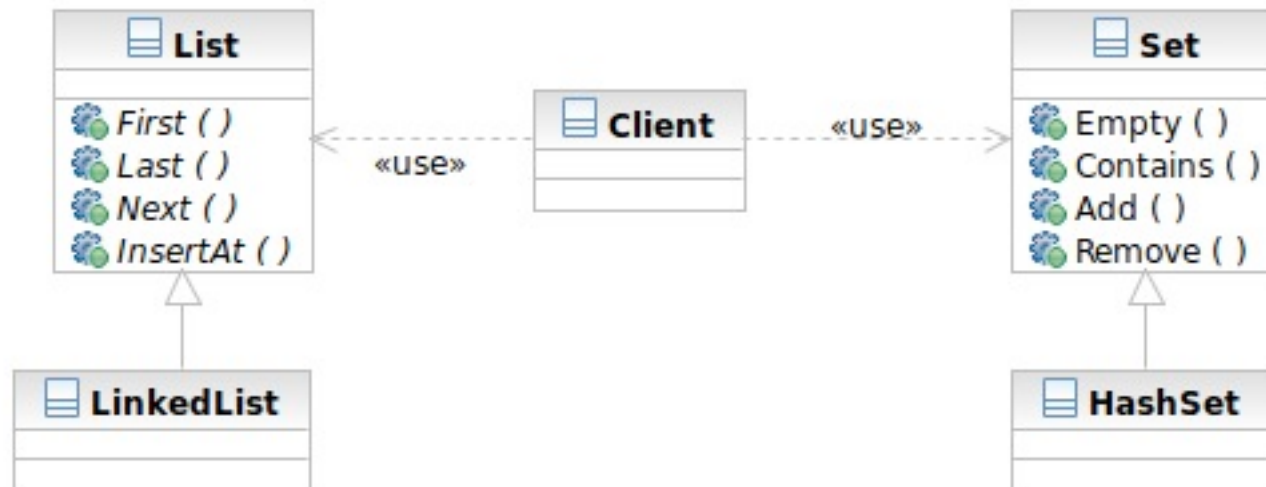 List
First ( )
Last ( )
Next ( )
InsertAt ( )
«use»
Client
«use»
Set
Empty ( )
Contains ( )
Add ( )
Remove ( )
LinkedList
HashSet